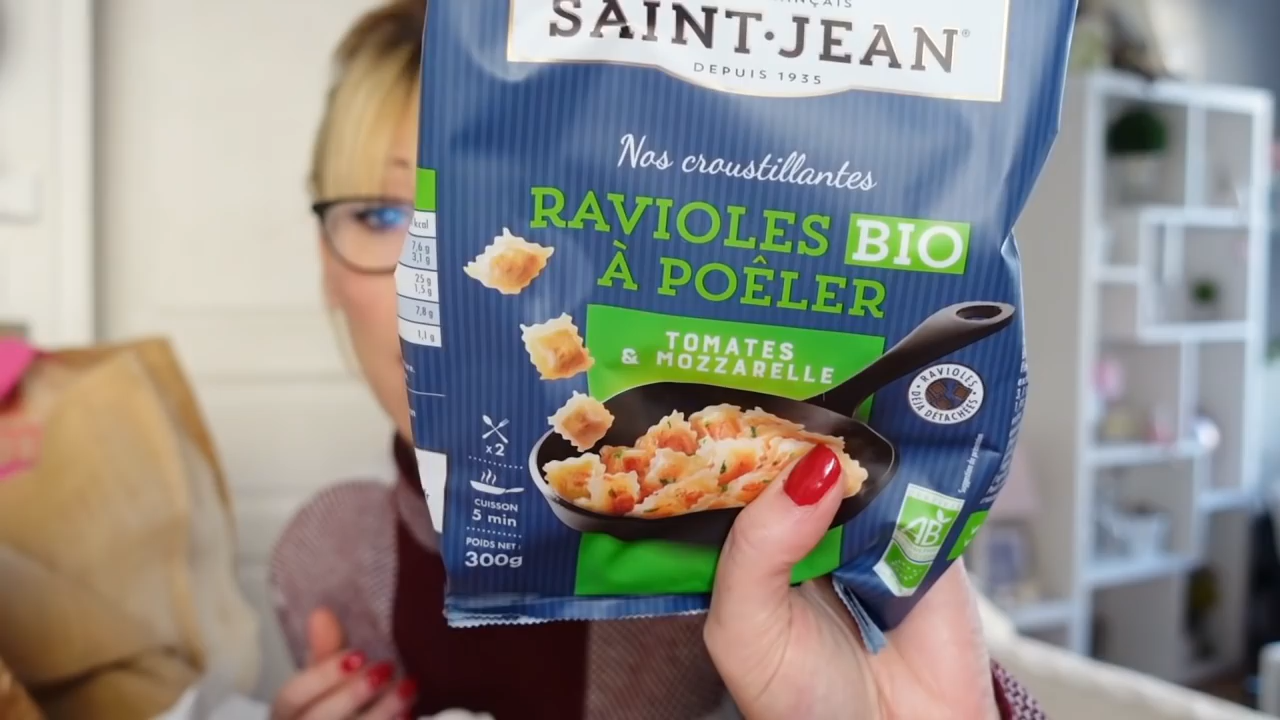 SAINT·JEAN®
DEPUIS 1935
Nos croustillantes
RAVIOLES BIO
À POÊLER
TOMATES
& MOZZARELLE
RAVIOLES
DÉJÀ DÉTACHÉES
x2
CUISSON
5 min
POIDS NET :
300g
AB
kcal
7,6 g
3,1 g
25 g
1,5 g
7,8 g
1,1 g